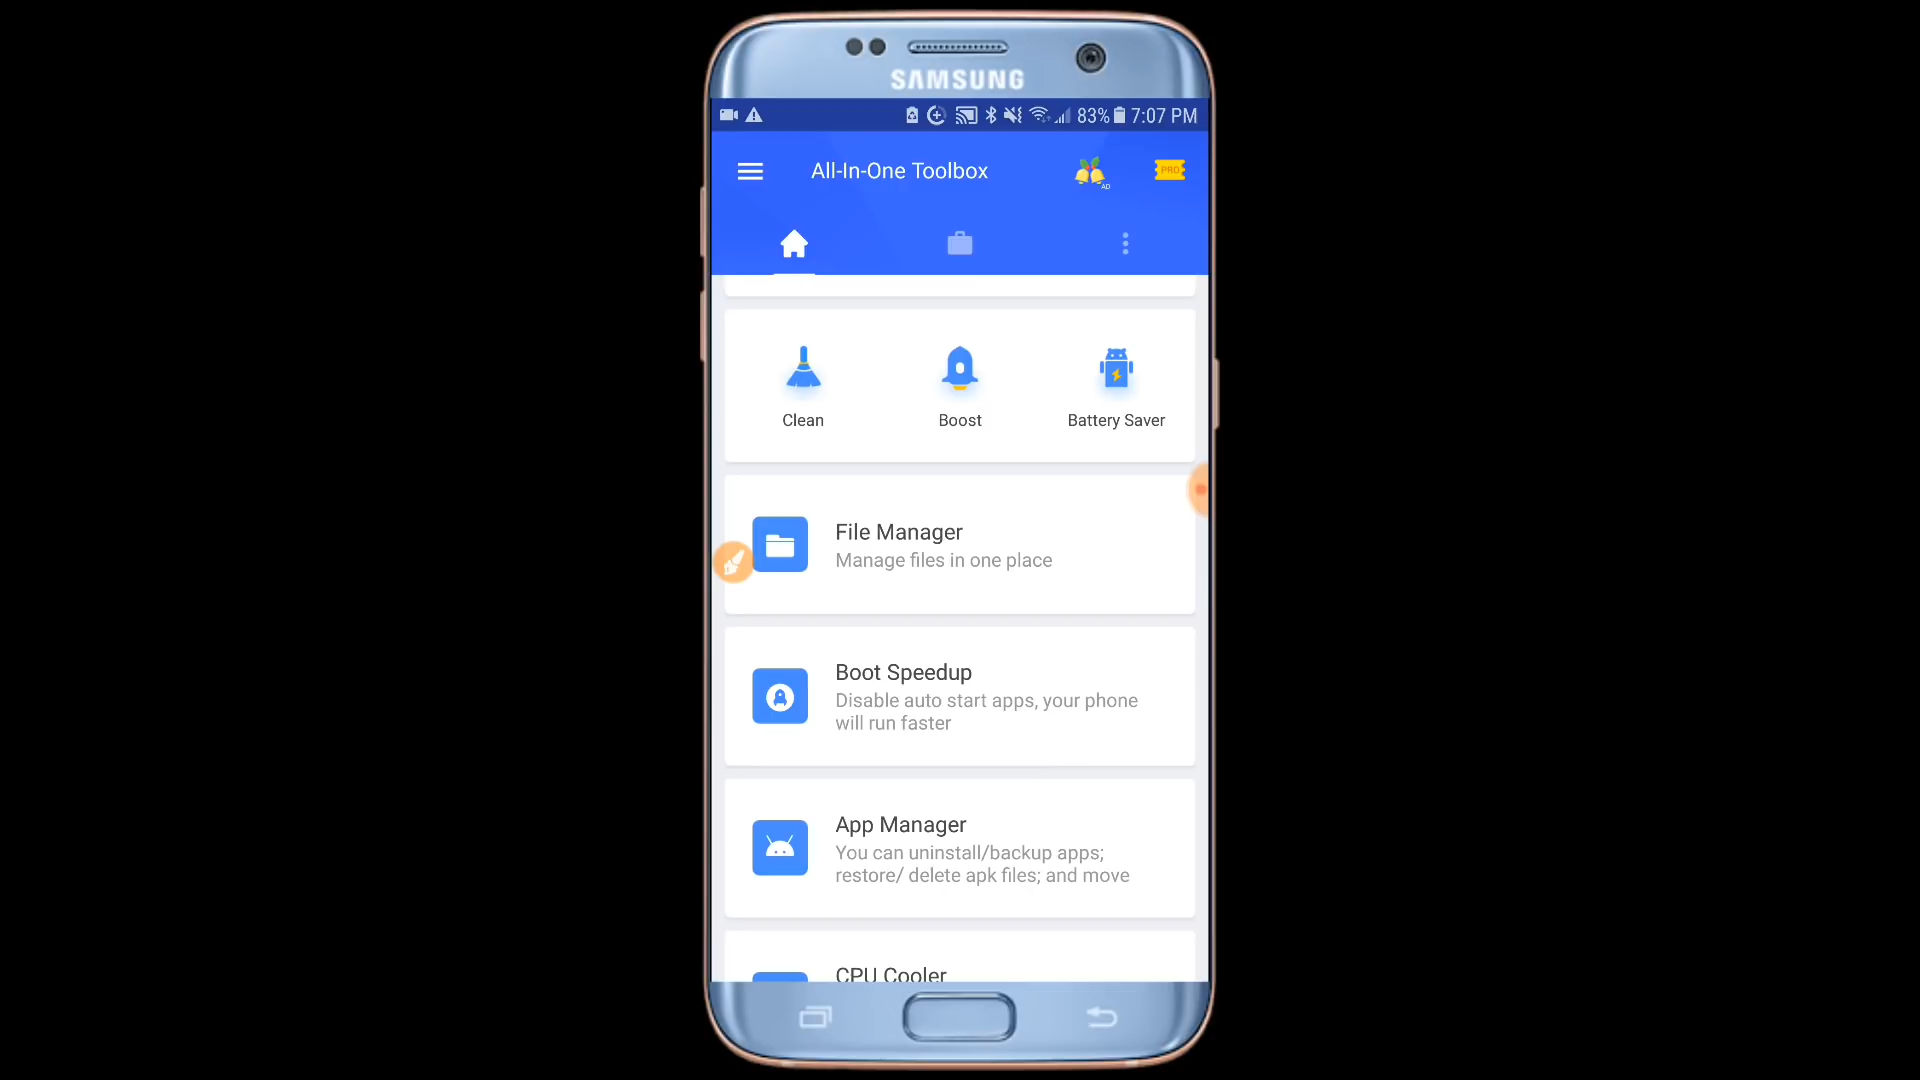 SAMSUNG
83% 7:07 PM
All-In-One Toolbox
AD
PRO
Clean
Boost
Battery Saver
File Manager
Manage files in one place
Boot Speedup
Disable auto start apps, your phone
will run faster
App Manager
You can uninstall/backup apps;
restore/ delete apk files; and move
CPU Cooler